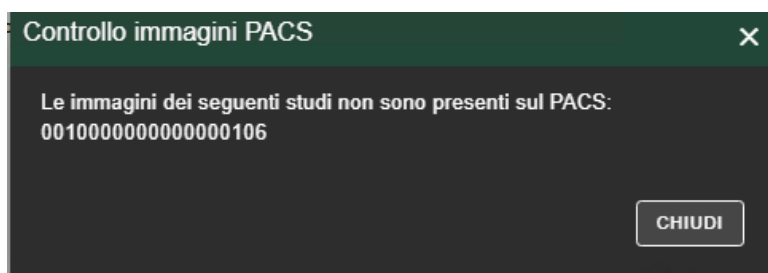 Controllo immagini PACS
Le immagini dei seguenti studi non sono presenti sul PACS:
0010000000000000106
CHIUDI